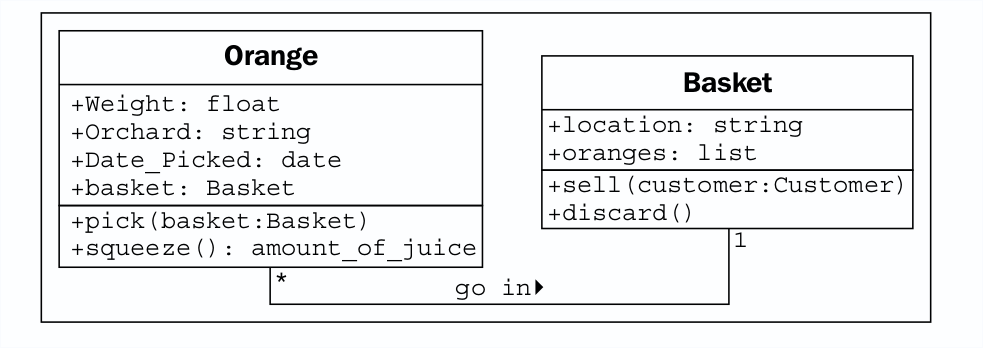 Orange
+Weight: float
+Orchard: string
+Date_Picked: date
+basket: Basket
+pick(basket:Basket)
+squeeze(): amount_of_juice
Basket
+location: string
+oranges: list
+sell(customer:Customer)
+discard()
*
go in
1